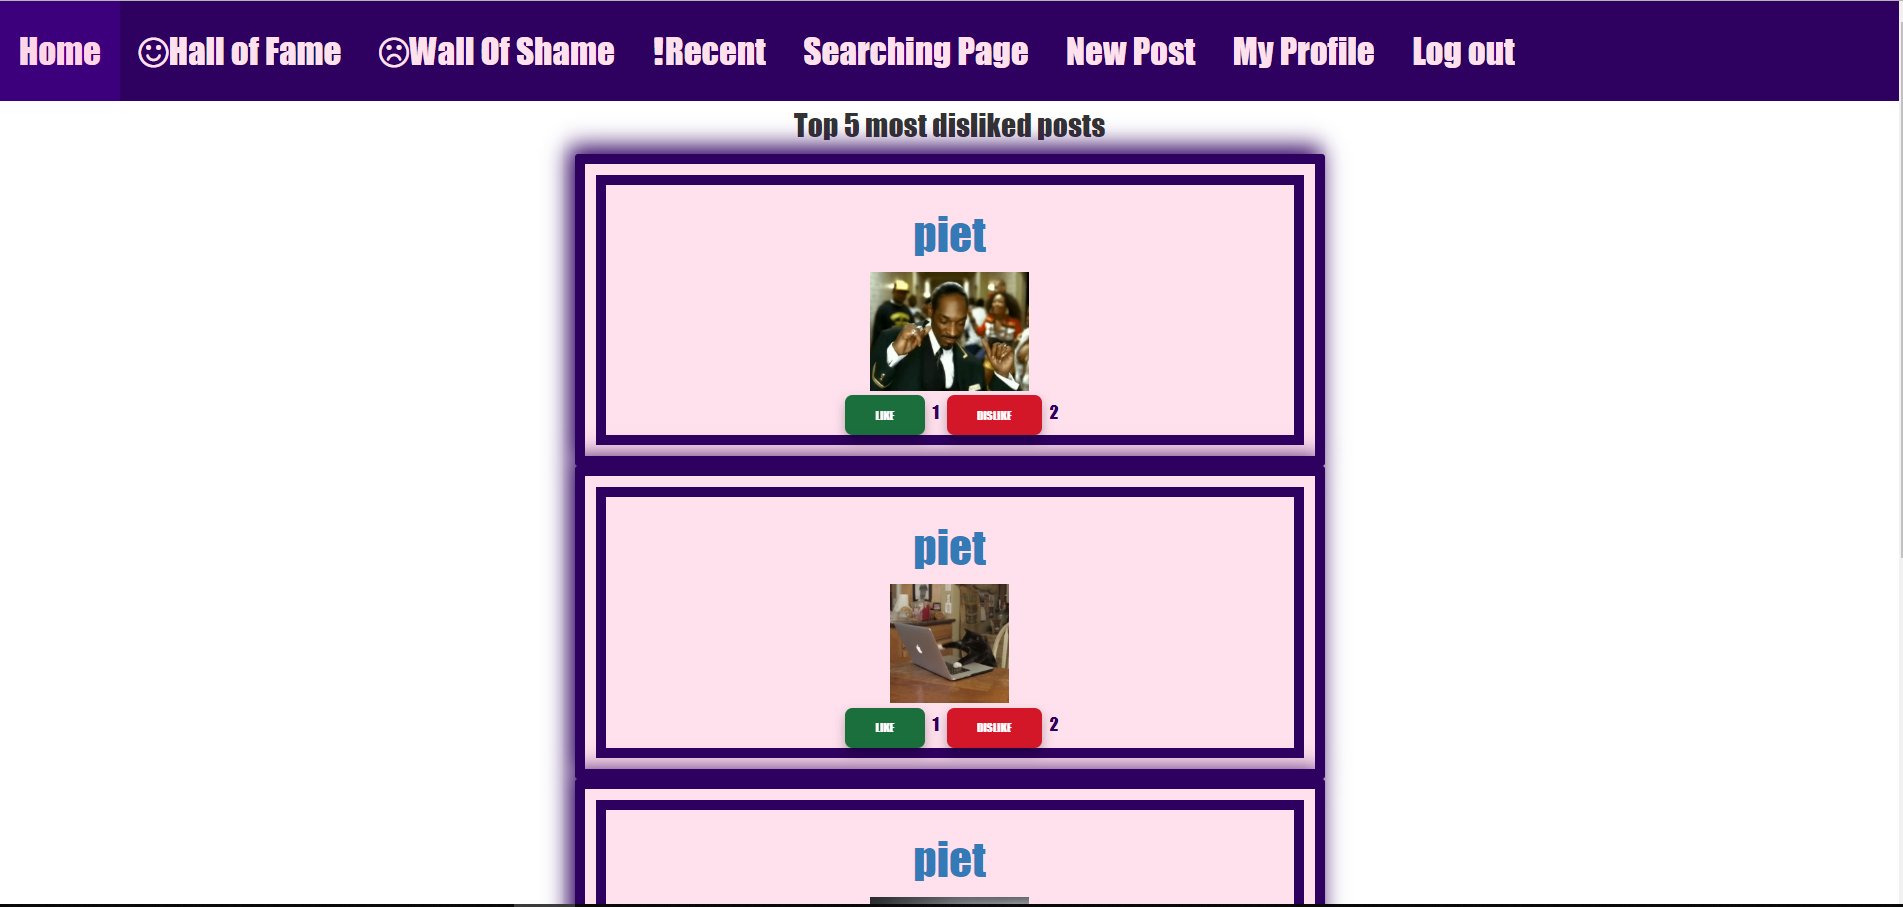 Home ☺Hall of Fame ☹Wall Of Shame !Recent Searching Page New Post My Profile Log out
Top 5 most disliked posts
piet
LIKE 1 DISLIKE 2
piet
LIKE 1 DISLIKE 2
piet